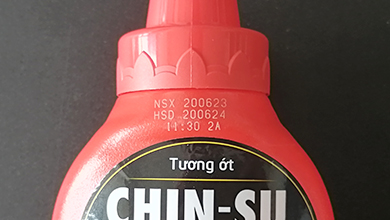 NSX 200623
HSD 200624
11:30 2A
Tương ớt
CHIN-SU